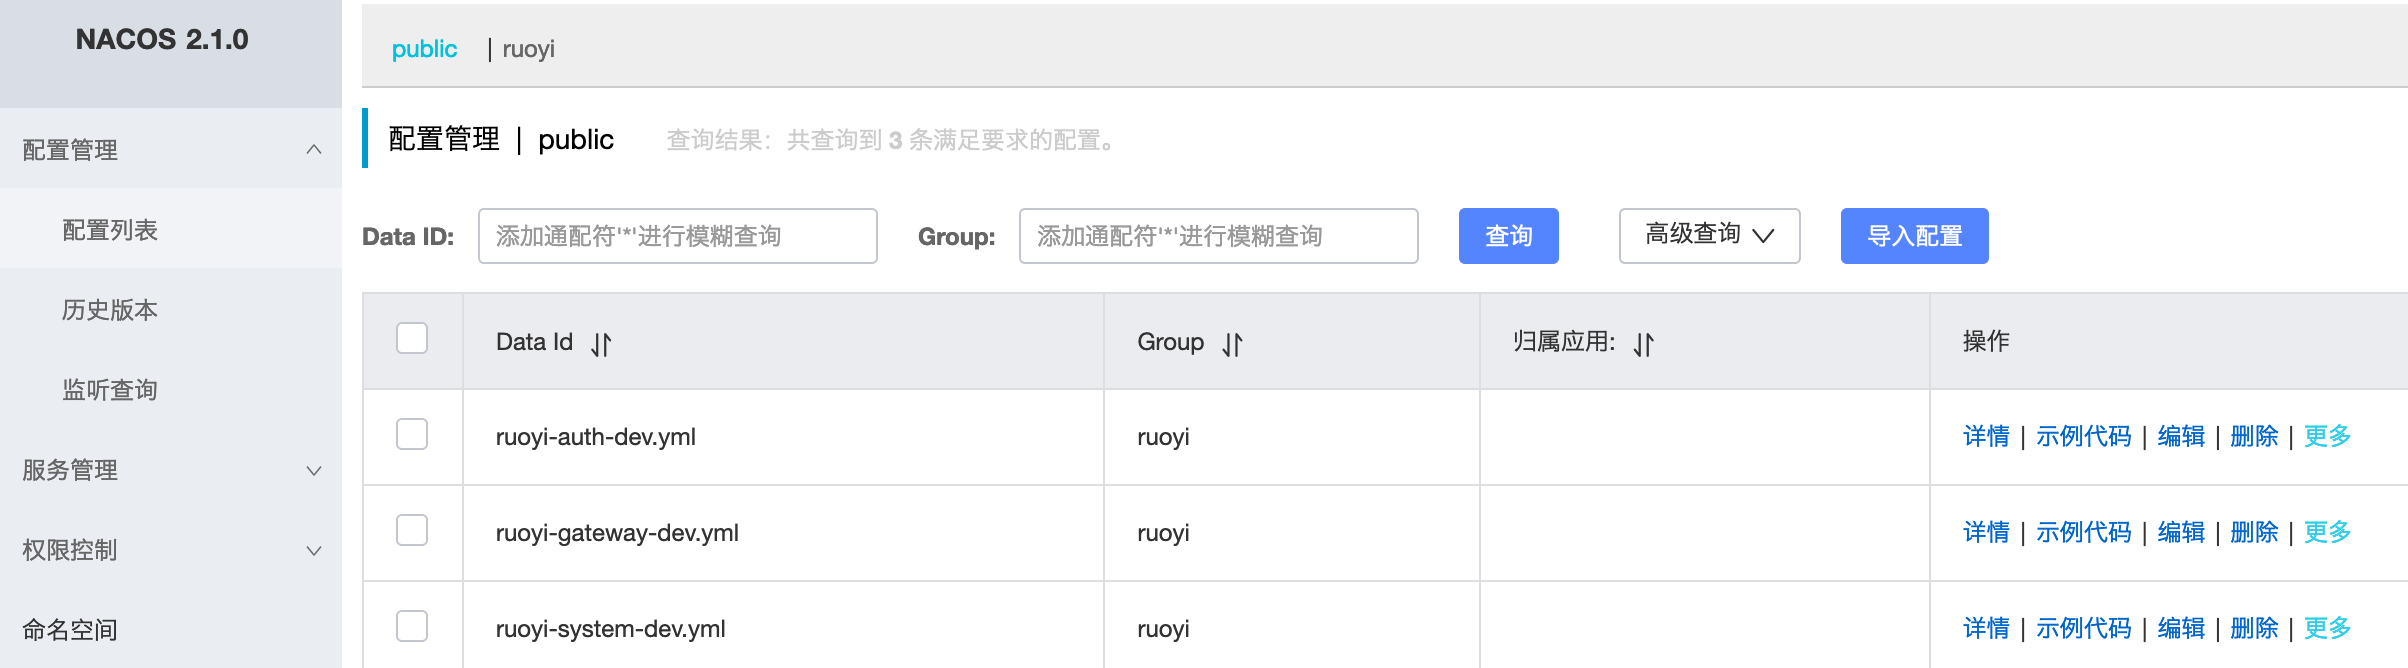 NACOS 2.1.0
配置管理
配置列表
历史版本
监听查询
服务管理
权限控制
命名空间
public | ruoyi
配置管理 | public 查询结果：共查询到 3 条满足要求的配置。
Data ID: 添加通配符'*'进行模糊查询 Group: 添加通配符'*'进行模糊查询 查询 高级查询 导入配置
Data Id Group 归属应用: 操作
ruoyi-auth-dev.yml ruoyi 详情 | 示例代码 | 编辑 | 删除 | 更多
ruoyi-gateway-dev.yml ruoyi 详情 | 示例代码 | 编辑 | 删除 | 更多
ruoyi-system-dev.yml ruoyi 详情 | 示例代码 | 编辑 | 删除 | 更多